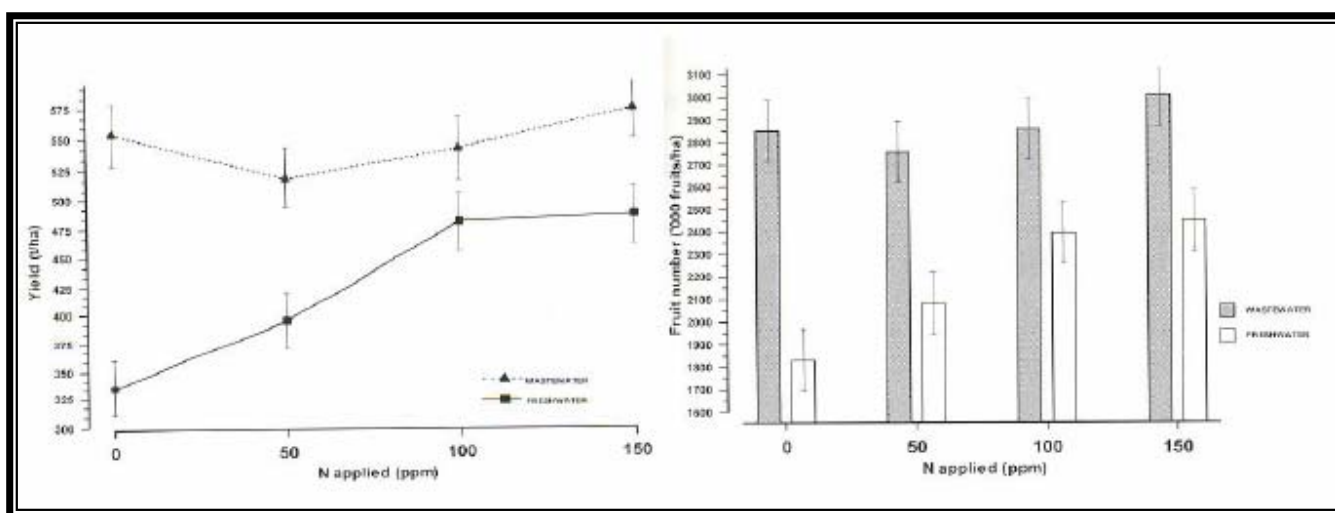 Yield (t/ha)
575
550
525
500
475
450
425
400
375
350
325
300
0 50 100 150
N applied (ppm)
WASTEWATER
FRESHWATER
Fruit number ('000 fruits/ha)
3100
3000
2900
2800
2700
2600
2500
2400
2300
2200
2100
2000
1900
1800
1700
1600
0 50 100 150
N applied (ppm)
WASTEWATER
FRESHWATER